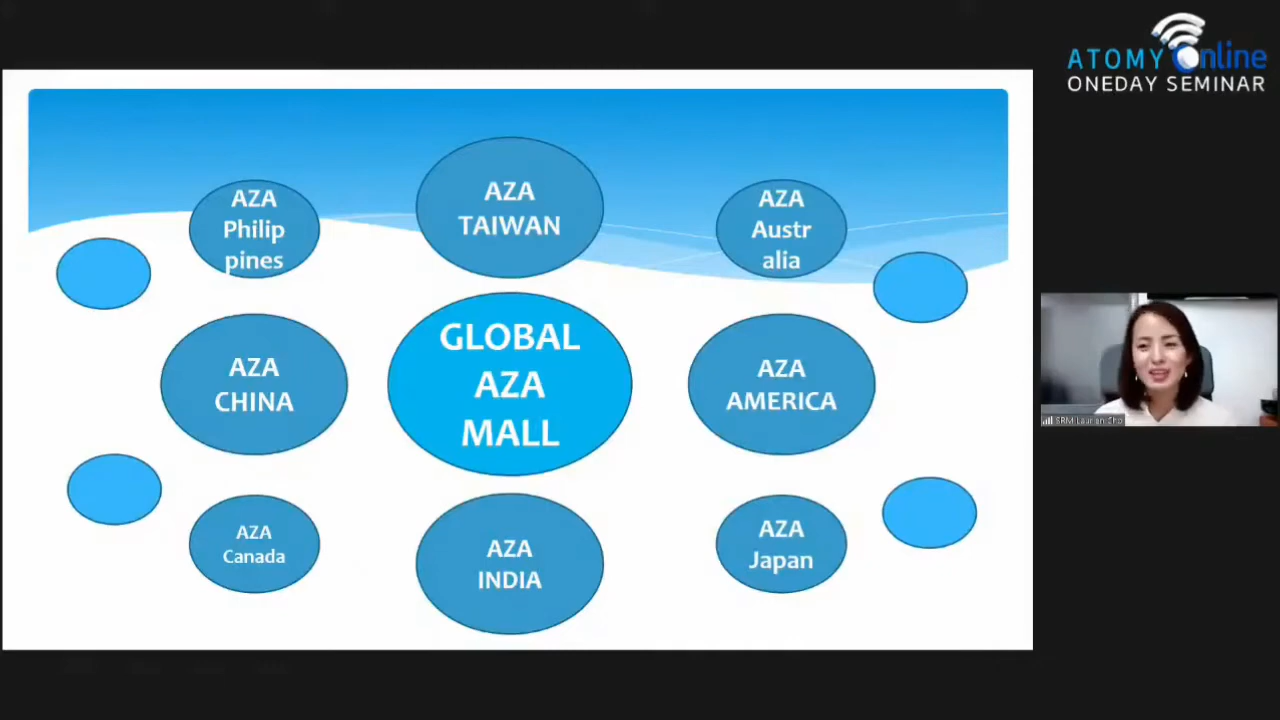 ATOMY Online
ONEDAY SEMINAR
AZA
Philip
pines
AZA
TAIWAN
AZA
Austr
alia
AZA
CHINA
GLOBAL
AZA
MALL
AZA
AMERICA
AZA
Canada
AZA
INDIA
AZA
Japan
SRM